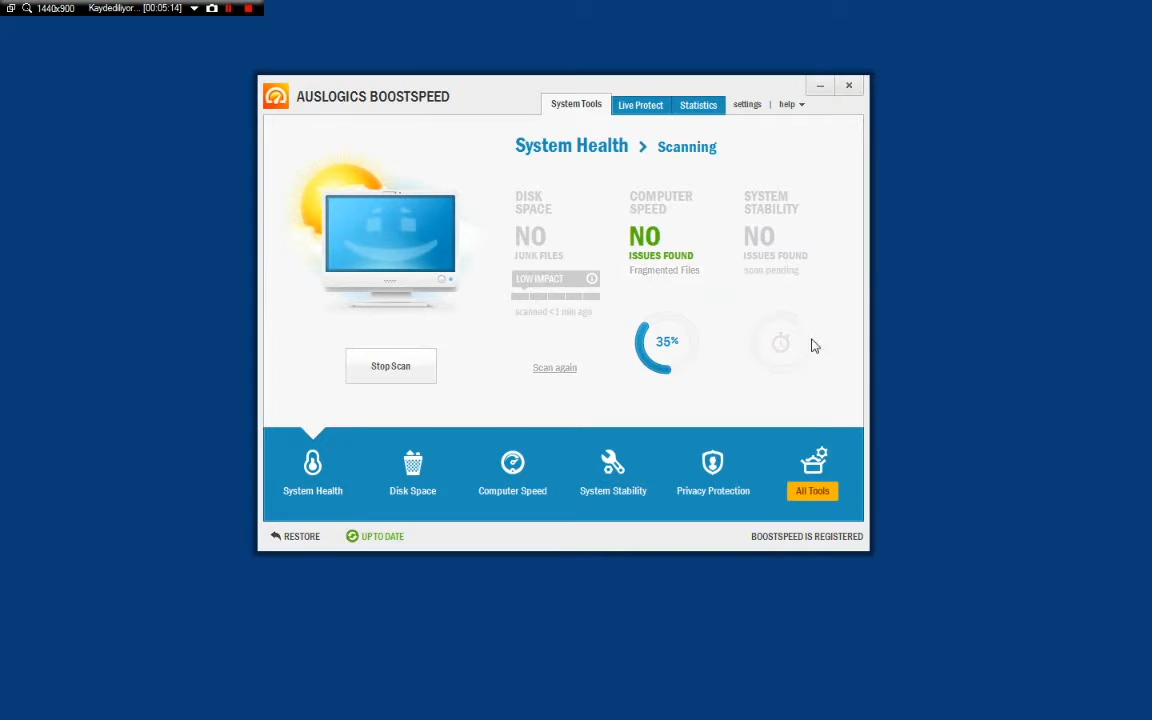 1440x900 Kaydediliyor... [00:05:14]
AUSLOGICS BOOSTSPEED
System Tools Live Protect Statistics settings | help
System Health > Scanning
DISK SPACE
NO
JUNK FILES
LOW IMPACT
scanned <1 min ago
Scan again
COMPUTER SPEED
NO
ISSUES FOUND
Fragmented Files
35%
SYSTEM STABILITY
NO
ISSUES FOUND
scan pending
Stop Scan
System Health Disk Space Computer Speed System Stability Privacy Protection All Tools
RESTORE UP TO DATE BOOSTSPEED IS REGISTERED